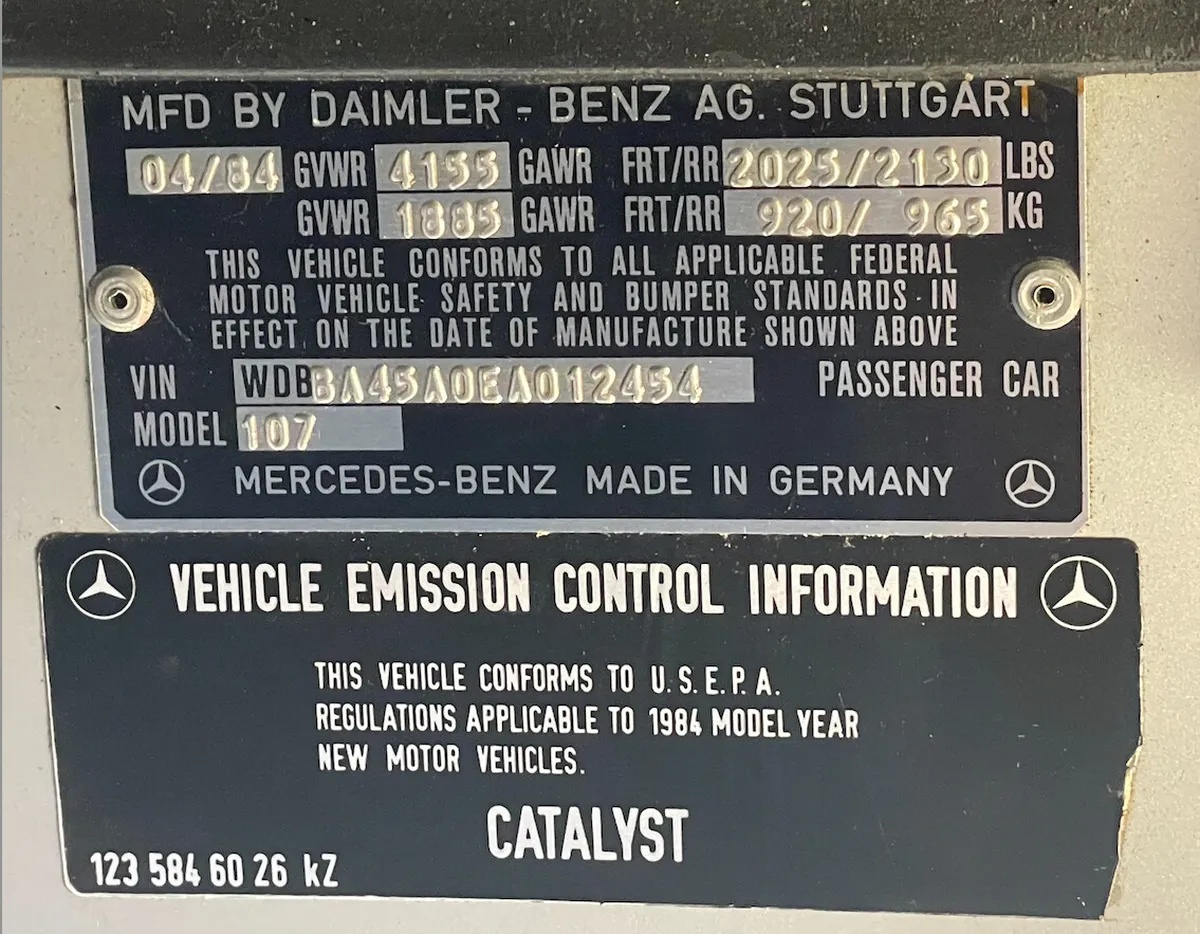 MFD BY DAIMLER - BENZ AG. STUTTGART
04/84 GVWR 4155 GAWR FRT/RR 2025/2130 LBS
GVWR 1885 GAWR FRT/RR 920/ 965 KG
THIS VEHICLE CONFORMS TO ALL APPLICABLE FEDERAL
MOTOR VEHICLE SAFETY AND BUMPER STANDARDS IN
EFFECT ON THE DATE OF MANUFACTURE SHOWN ABOVE
VIN WDBBA45A0EA012454 PASSENGER CAR
MODEL 107
MERCEDES-BENZ MADE IN GERMANY
VEHICLE EMISSION CONTROL INFORMATION
THIS VEHICLE CONFORMS TO U.S.E.P.A.
REGULATIONS APPLICABLE TO 1984 MODEL YEAR
NEW MOTOR VEHICLES.
CATALYST
123 584 60 26 kZ